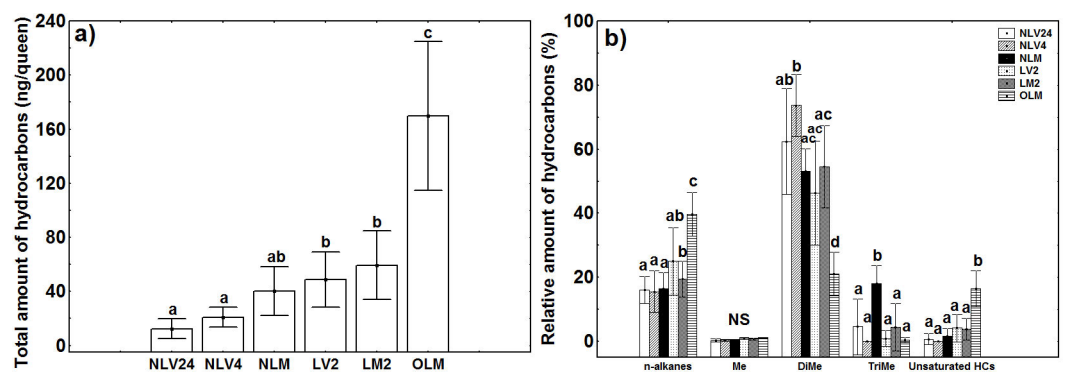 a)
Total amount of hydrocarbons (ng/queen)
240
200
160
120
80
40
0
a
a
ab
b
b
c
NLV24 NLV4 NLM LV2 LM2 OLM
b)
Relative amount of hydrocarbons (%)
100
80
60
40
20
0
NLV24
NLV4
NLM
LV2
LM2
OLM
a a a ab b c
NS
ab b ac ac ac d
a a b a a a
a a a a a b
n-alkanes Me DiMe TriMe Unsaturated HCs